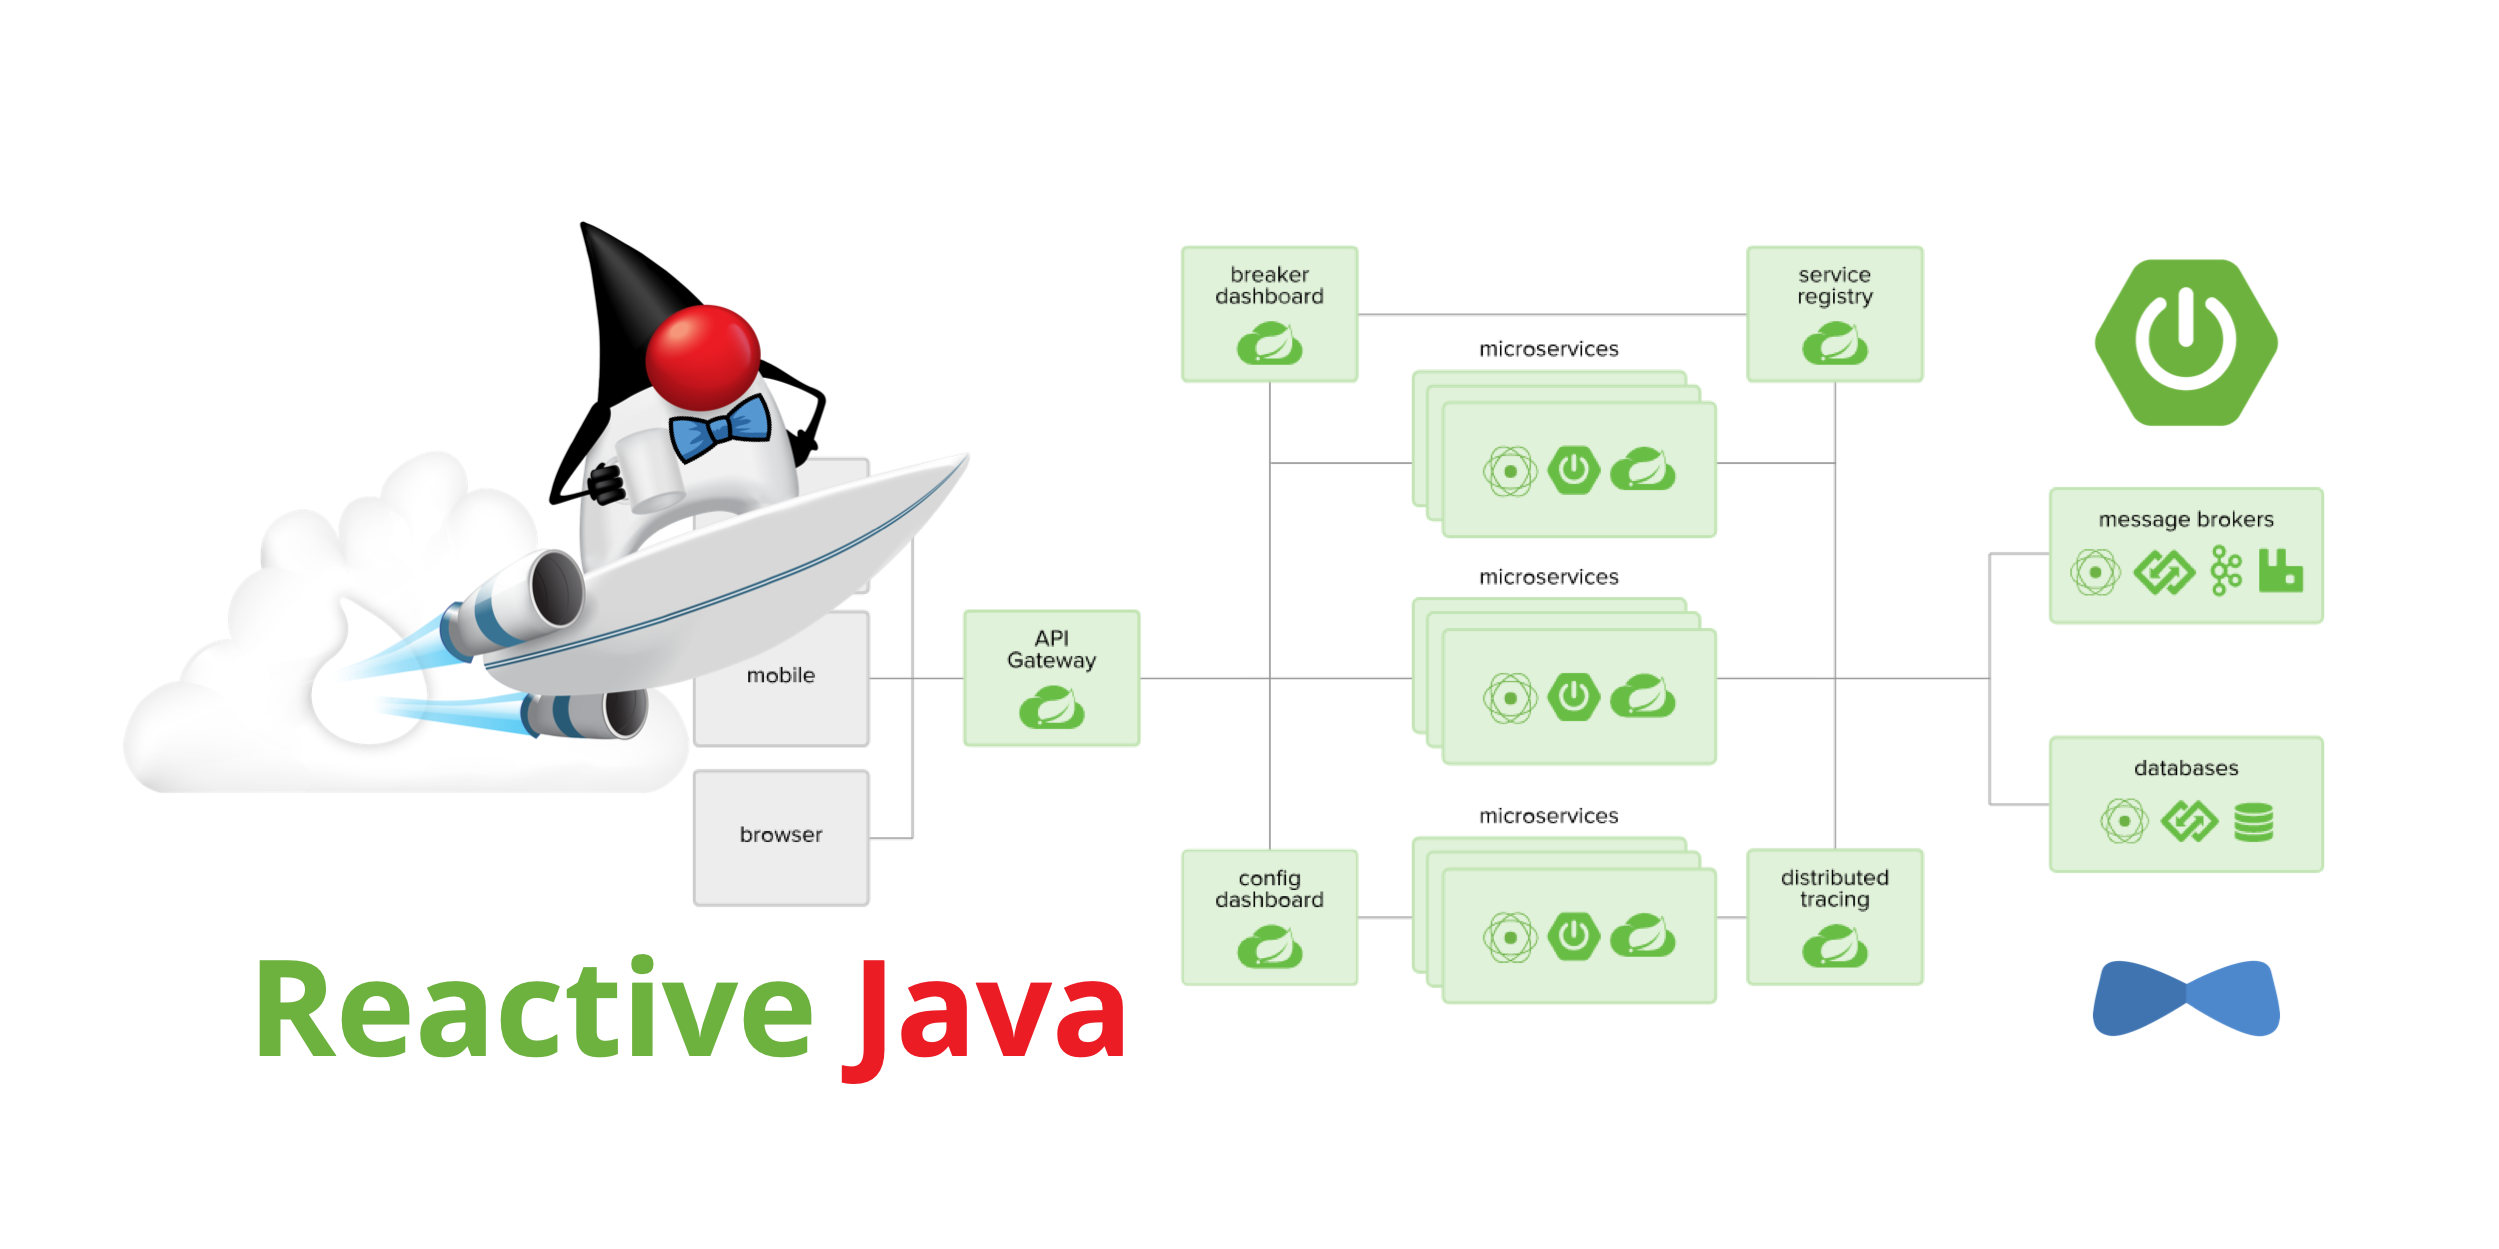 breaker
dashboard
service
registry
microservices
message brokers
microservices
API
Gateway
mobile
databases
microservices
browser
config
dashboard
distributed
tracing
Reactive Java